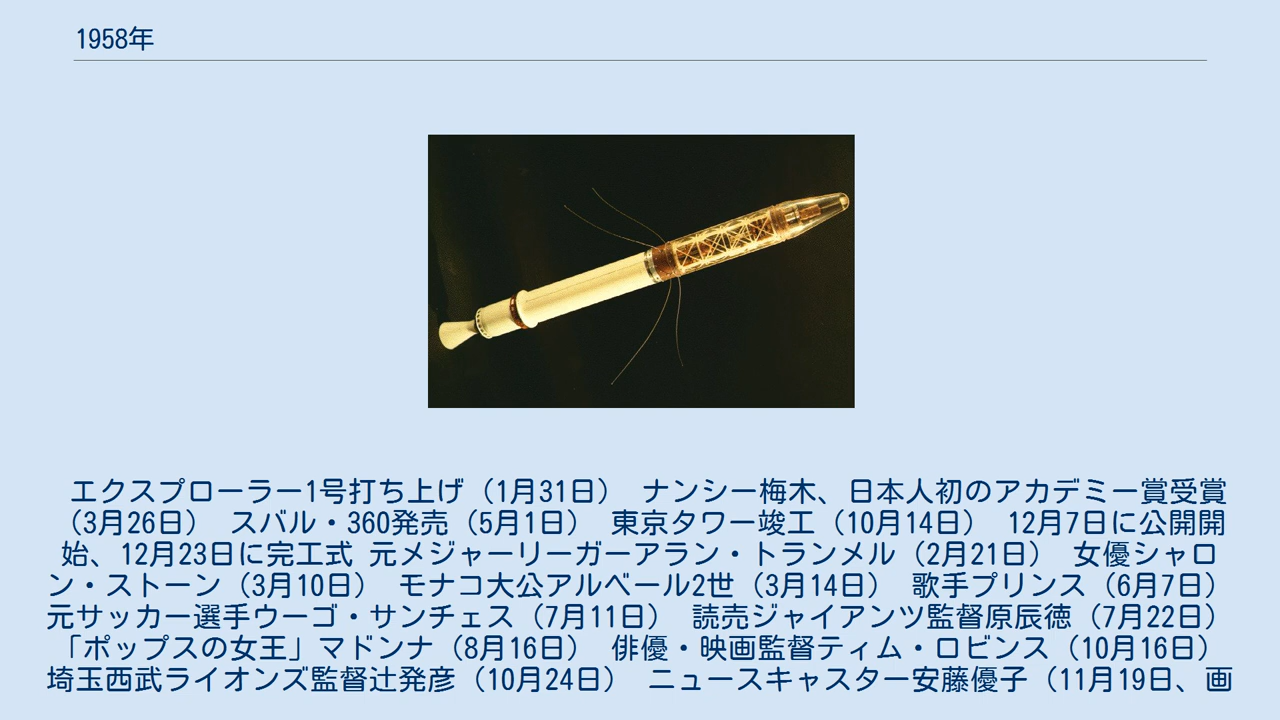 1958年
エクスプローラー1号打ち上げ（1月31日） ナンシー梅木、日本人初のアカデミー賞受賞
（3月26日） スバル・360発売（5月1日） 東京タワー竣工（10月14日） 12月7日に公開開
始、12月23日に完工式 元メジャーリーガーアラン・トランメル（2月21日） 女優シャロ
ン・ストーン（3月10日） モナコ大公アルベール2世（3月14日） 歌手プリンス（6月7日）
元サッカー選手ウーゴ・サンチェス（7月11日） 読売ジャイアンツ監督原辰徳（7月22日）
「ポップスの女王」マドンナ（8月16日） 俳優・映画監督ティム・ロビンス（10月16日）
埼玉西武ライオンズ監督辻発彦（10月24日） ニュースキャスター安藤優子（11月19日、画